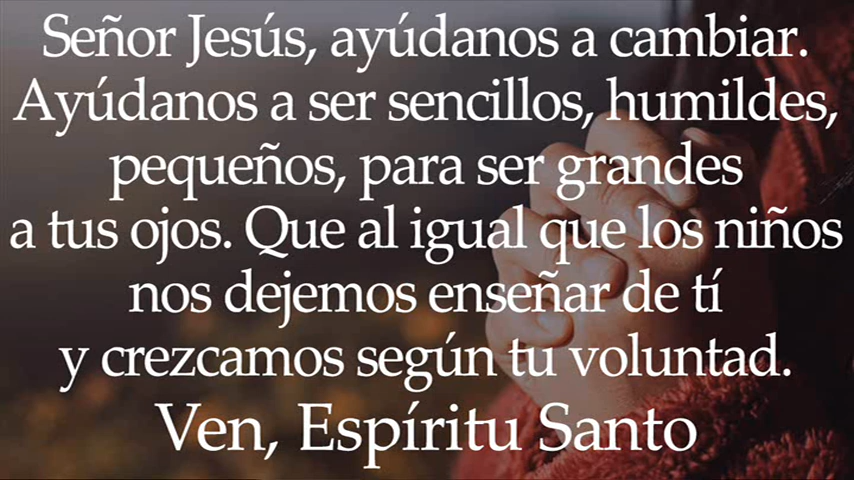 Señor Jesús, ayúdanos a cambiar.
Ayúdanos a ser sencillos, humildes,
pequeños, para ser grandes
a tus ojos. Que al igual que los niños
nos dejemos enseñar de tí
y crezcamos según tu voluntad.
Ven, Espíritu Santo